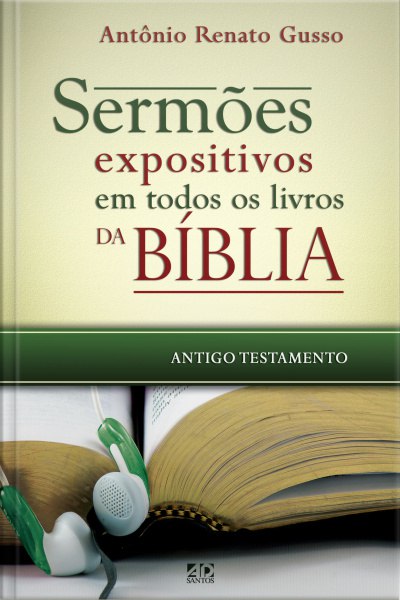 Antônio Renato Gusso
Sermões
expositivos
em todos os livros
DA BÍBLIA
ANTIGO TESTAMENTO
AD
SANTOS